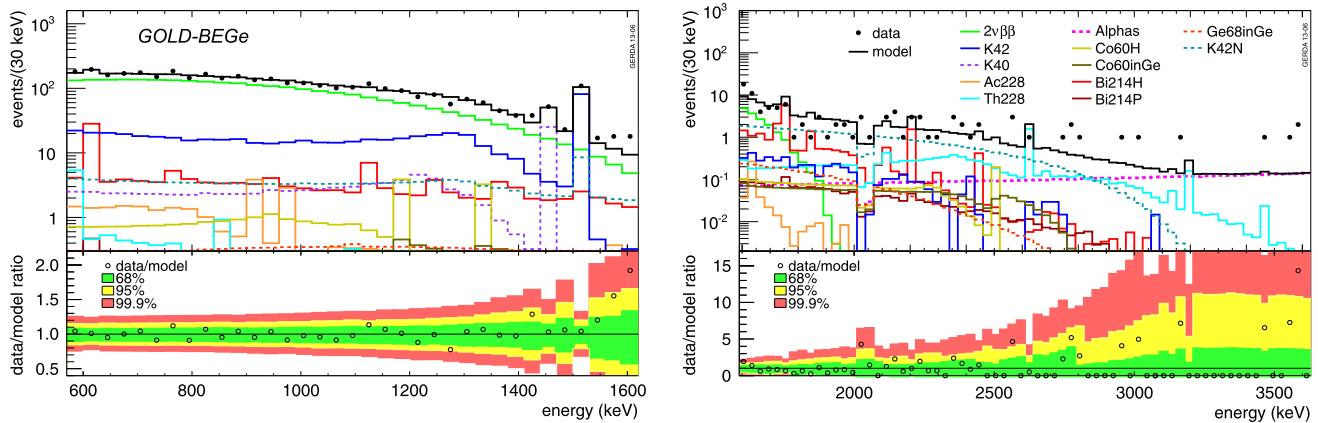 events/(30 keV)
10³
10²
10
1
GOLD-BEGe
GERDA 13-06
data/model ratio
2.0
1.5
1.0
0.5
data/model
68%
95%
99.9%
600
800
1000
1200
1400
1600
energy (keV)
events/(30 keV)
10³
10²
10
1
10⁻¹
10⁻²
data
model
2νββ
K42
K40
Ac228
Th228
Alphas
Co60H
Co60inGe
Bi214H
Bi214P
Ge68inGe
K42N
GERDA 13-06
data/model ratio
15
10
5
0
data/model
68%
95%
99.9%
2000
2500
3000
3500
energy (keV)